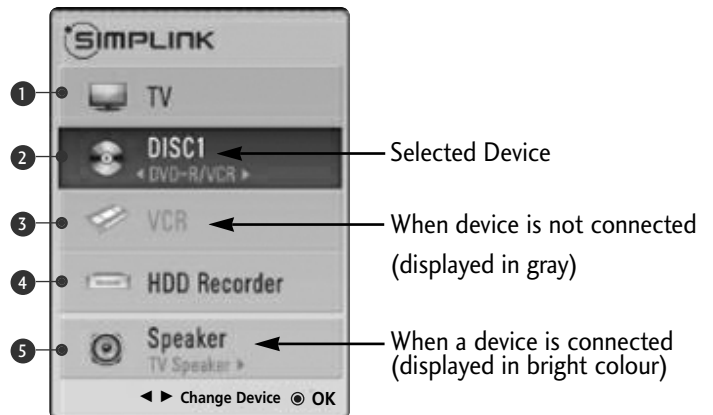 SIMPLINK
1 TV
2 DISC1
◄ DVD-R/VCR ►
Selected Device
3 VCR
When device is not connected
(displayed in gray)
4 HDD Recorder
5 Speaker
TV Speaker ►
When a device is connected
(displayed in bright colour)
◄ ► Change Device ◉ OK